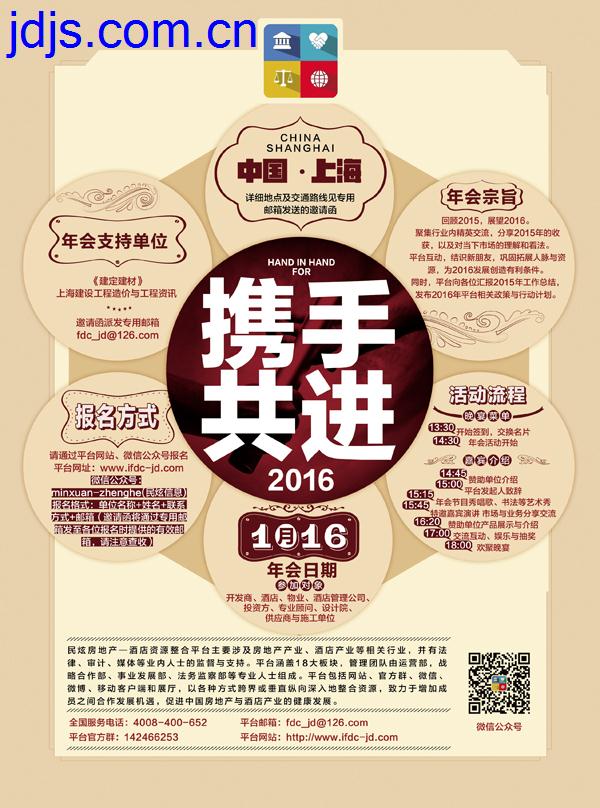 jdjs.com.cn
CHINA
SHANGHAI
中国·上海
详细地点及交通路线见专用
邮箱发送的邀请函
年会支持单位
《建定建材》
上海建设工程造价与工程资讯
邀请函派发专用邮箱
fdc_jd@126.com
年会宗旨
回顾2015，展望2016。
聚集行业内精英交流，分享2015年的收
获，以及对当下市场的理解和看法。
平台互动，结识新朋友，巩固拓展人脉与资
源，为2016发展创造有利条件。
同时，平台向各位汇报2015年工作总结，
发布2016年平台相关政策与行动计划。
HAND IN HAND
FOR
携手
共进
2016
报名方式
请通过平台网站、微信公众号报名
平台网址：www.ifdc-jd.com
微信公众号：
minxuan-zhenghe(民炫信息)
报名格式：单位名称+姓名+联系
方式+邮箱（邀请函将通过专用邮
箱发至各位报名时提供的有效邮
箱，请注意查收）
活动流程
晚宴菜单
13:30
14:30
开始签到，交换名片
年会活动开始
嘉宾介绍
14:45
赞助单位介绍
15:00
平台发起人致辞
15:15
年会节目秀唱歌、书法等艺术秀
15:45
特邀嘉宾演讲 市场与业务分享交流
16:20
赞助单位产品展示与介绍
17:00
交流互动、娱乐与抽奖
18:00
欢聚晚宴
1月16
年会日期
参加对象
开发商、酒店、物业、酒店管理公司、
投资方、专业顾问、设计院、
供应商与施工单位
民炫房地产—酒店资源整合平台主要涉及房地产产业、酒店产业等相关行业，并有法
律、审计、媒体等业内人士的监督与支持。平台涵盖18大板块，管理团队由运营部，战
略合作部、事业发展部、法务监察部等专业人士组成。平台包括网站、官方群、微信、
微博、移动客户端和展厅，以各种方式跨界或垂直纵向深入地整合资源，致力于增加成
员之间合作发展机遇，促进中国房地产与酒店产业的健康发展。
全国服务电话：4008-400-652
平台邮箱：fdc_jd@126.com
平台官方群：142466253
平台网站：http://www.ifdc-jd.com
微信公众号